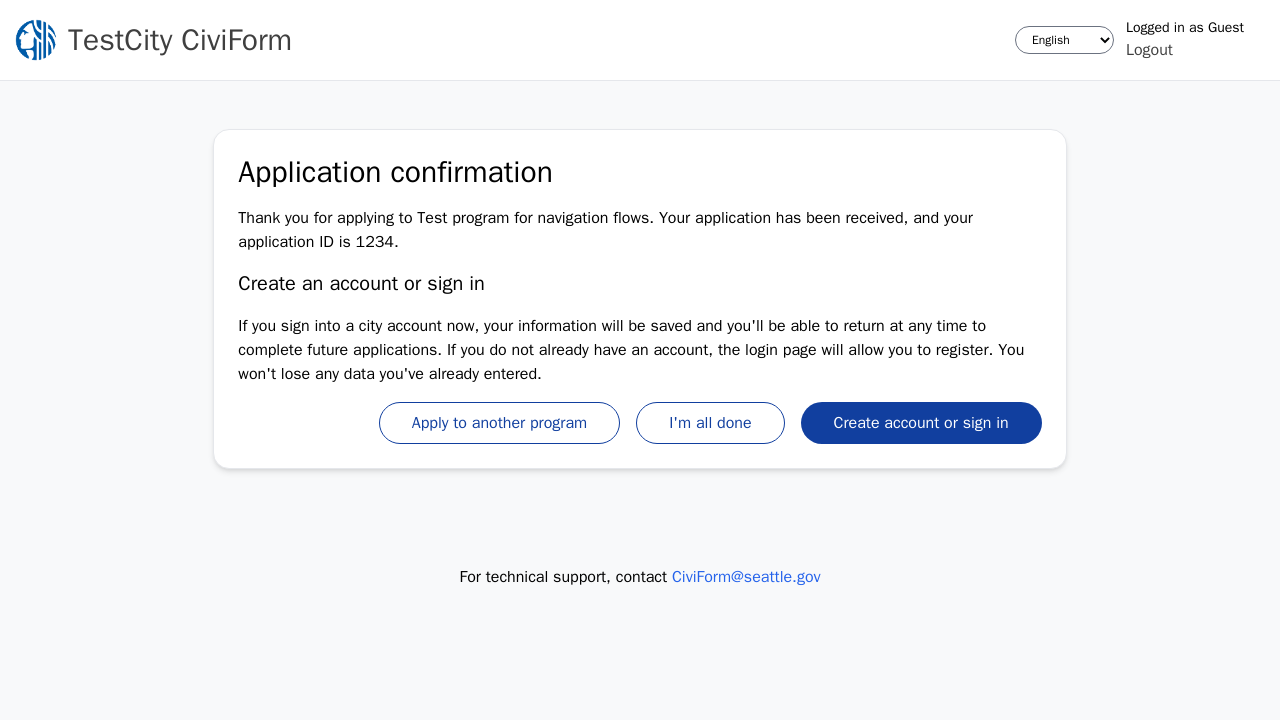 TestCity CiviForm
English
Logged in as Guest
Logout
Application confirmation
Thank you for applying to Test program for navigation flows. Your application has been received, and your
application ID is 1234.
Create an account or sign in
If you sign into a city account now, your information will be saved and you'll be able to return at any time to
complete future applications. If you do not already have an account, the login page will allow you to register. You
won't lose any data you've already entered.
Apply to another program
I'm all done
Create account or sign in
For technical support, contact CiviForm@seattle.gov